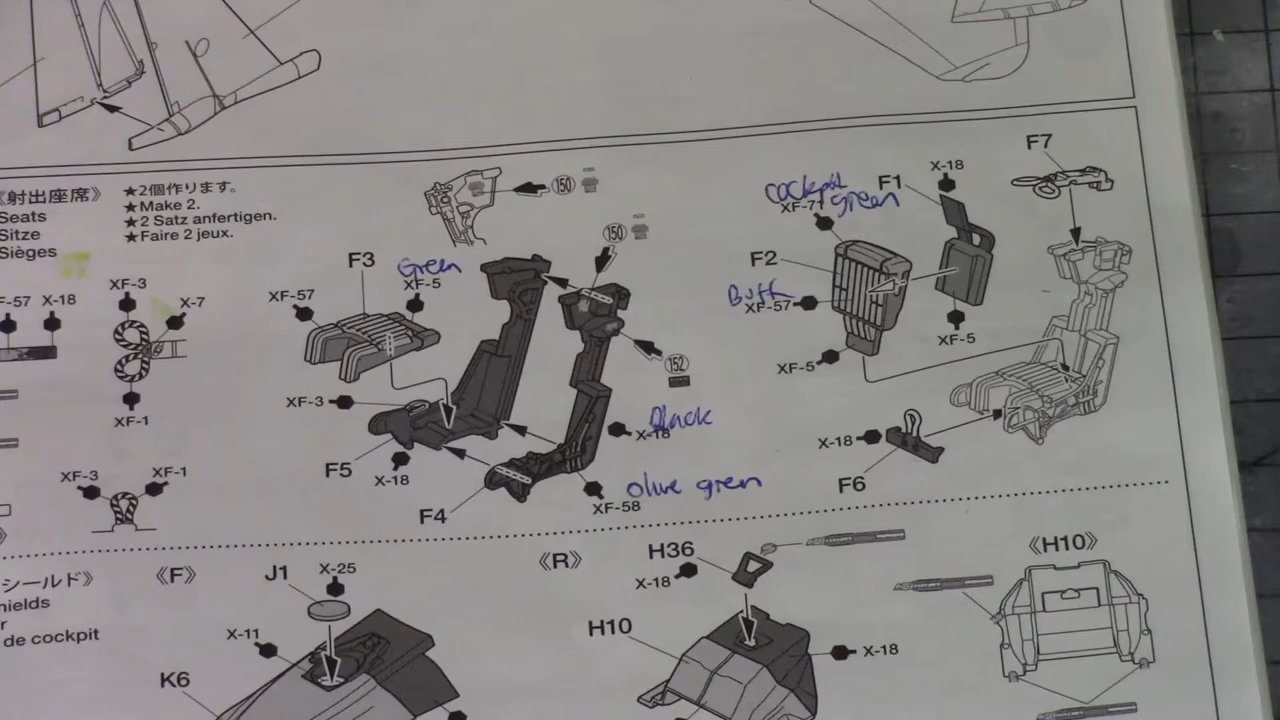 《射出座席》
Seats
Sitze
Sièges
★2個作ります。
★Make 2.
★2 Satz anfertigen.
★Faire 2 jeux.
150
150
152
F7
X-18
F1
cockpit
green
XF-71
F2
Buff
XF-57
XF-5
XF-5
F3
Green
XF-5
XF-57
XF-3
X-7
F-57
X-18
XF-1
XF-3
F5
X-18
Black
X-18
olive gren
XF-58
F4
X-18
F6
XF-3
XF-1
シールド》
hields
r
de cockpit
《F》
J1
X-25
X-11
K6
《R》
H36
X-18
H10
X-18
《H10》